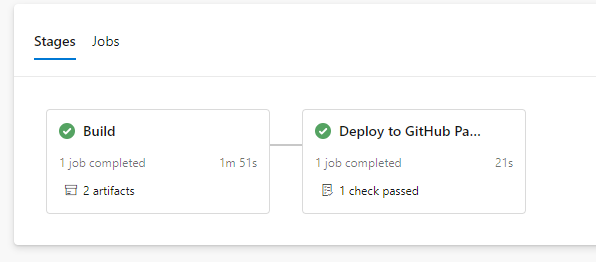 Stages Jobs
Build
1 job completed 1m 51s
2 artifacts
Deploy to GitHub Pa...
1 job completed 21s
1 check passed